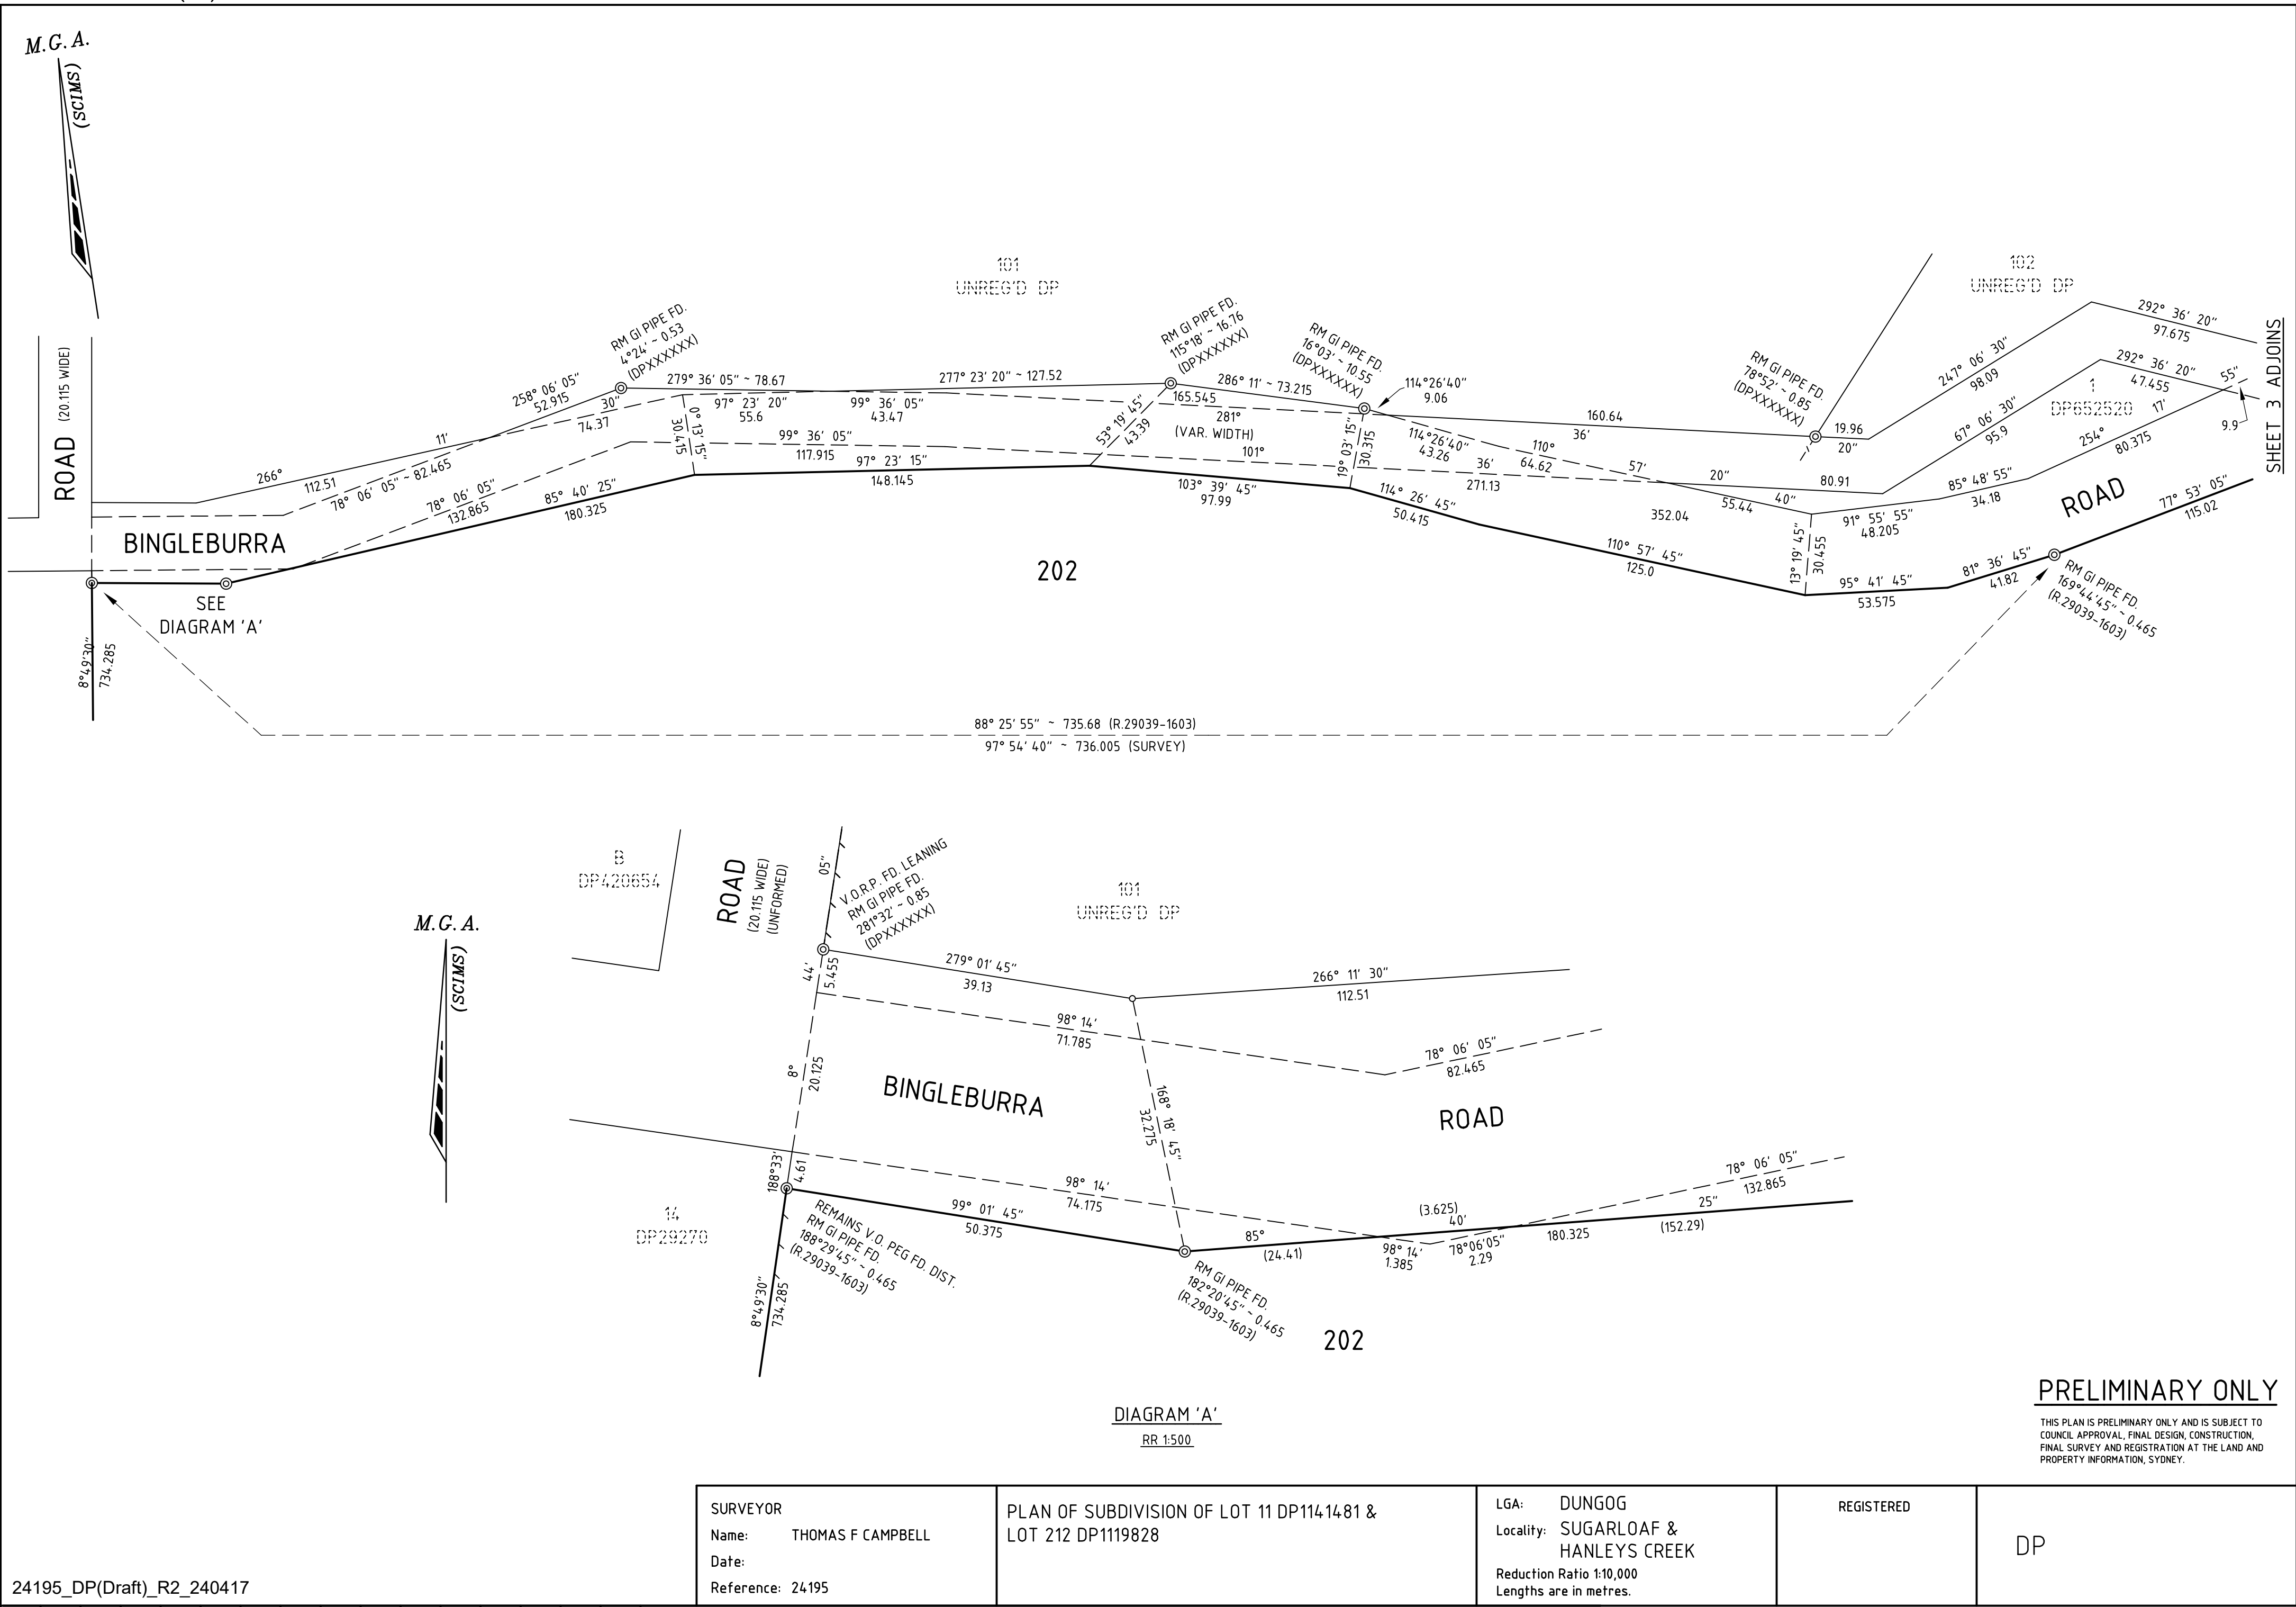 M.G.A.
(SCIMS)
ROAD (20.115 WIDE)
101
UNREG'D DP
102
UNREG'D DP
292° 36' 20"
97.675
SHEET 3 ADJOINS
RM GI PIPE FD.
4°24' ~ 0.53
(DPXXXXXX)
RM GI PIPE FD.
115°18' ~ 16.76
(DPXXXXXX)
RM GI PIPE FD.
16°03' ~ 10.55
(DPXXXXXX)
RM GI PIPE FD.
78°52' ~ 0.85
(DPXXXXXX)
247° 06' 30"
98.09
292° 36' 20"
47.455
55"
1
DP652520
17'
254°
80.375
9.9
67° 06' 30"
95.9
258° 06' 05"
52.915
279° 36' 05" ~ 78.67
277° 23' 20" ~ 127.52
286° 11' ~ 73.215
114°26'40"
9.06
160.64
36'
19.96
20"
30"
74.37
11'
266°
112.51
78° 06' 05" ~ 82.465
0° 13' 15"
30.415
97° 23' 20"
55.6
99° 36' 05"
43.47
53° 19' 45"
43.39
165.545
281°
(VAR. WIDTH)
101°
19° 03' 15"
30.315
114°26'40"
43.26
110°
64.62
57'
36'
271.13
20"
80.91
40"
55.44
352.04
99° 36' 05"
117.915
97° 23' 15"
148.145
78° 06' 05"
132.865
85° 40' 25"
180.325
103° 39' 45"
97.99
114° 26' 45"
50.415
110° 57' 45"
125.0
13° 19' 45"
30.455
91° 55' 55"
48.205
85° 48' 55"
34.18
ROAD
77° 53' 05"
115.02
95° 41' 45"
53.575
81° 36' 45"
41.82
RM GI PIPE FD.
169°44'45" ~ 0.465
(R.29039-1603)
BINGLEBURRA
202
SEE
DIAGRAM 'A'
8°49'30"
734.285
88° 25' 55" ~ 735.68 (R.29039-1603)
97° 54' 40" ~ 736.005 (SURVEY)
M.G.A.
(SCIMS)
B
DP420654
ROAD
(20.115 WIDE)
(UNFORMED)
05"
V.O.R.P. FD. LEANING
RM GI PIPE FD.
281°32' ~ 0.85
(DPXXXXXX)
101
UNREG'D DP
44'
5.455
279° 01' 45"
39.13
266° 11' 30"
112.51
98° 14'
71.785
78° 06' 05"
82.465
8°
20.125
BINGLEBURRA
168° 18' 45"
32.275
ROAD
188°33'
4.61
98° 14'
74.175
99° 01' 45"
50.375
REMAINS V.O. PEG FD. DIST.
RM GI PIPE FD.
188°29'45" ~ 0.465
(R.29039-1603)
14
DP29270
8°49'30"
734.285
85°
(24.41)
(3.625)
40'
98° 14'
1.385
78°06'05"
2.29
180.325
25"
(152.29)
78° 06' 05"
132.865
RM GI PIPE FD.
182°20'45" ~ 0.465
(R.29039-1603)
202
DIAGRAM 'A'
RR 1:500
PRELIMINARY ONLY
THIS PLAN IS PRELIMINARY ONLY AND IS SUBJECT TO
COUNCIL APPROVAL, FINAL DESIGN, CONSTRUCTION,
FINAL SURVEY AND REGISTRATION AT THE LAND AND
PROPERTY INFORMATION, SYDNEY.
SURVEYOR
Name: THOMAS F CAMPBELL
Date:
Reference: 24195
PLAN OF SUBDIVISION OF LOT 11 DP1141481 &
LOT 212 DP1119828
LGA: DUNGOG
Locality: SUGARLOAF &
HANLEYS CREEK
Reduction Ratio 1:10,000
Lengths are in metres.
REGISTERED
DP
24195_DP(Draft)_R2_240417